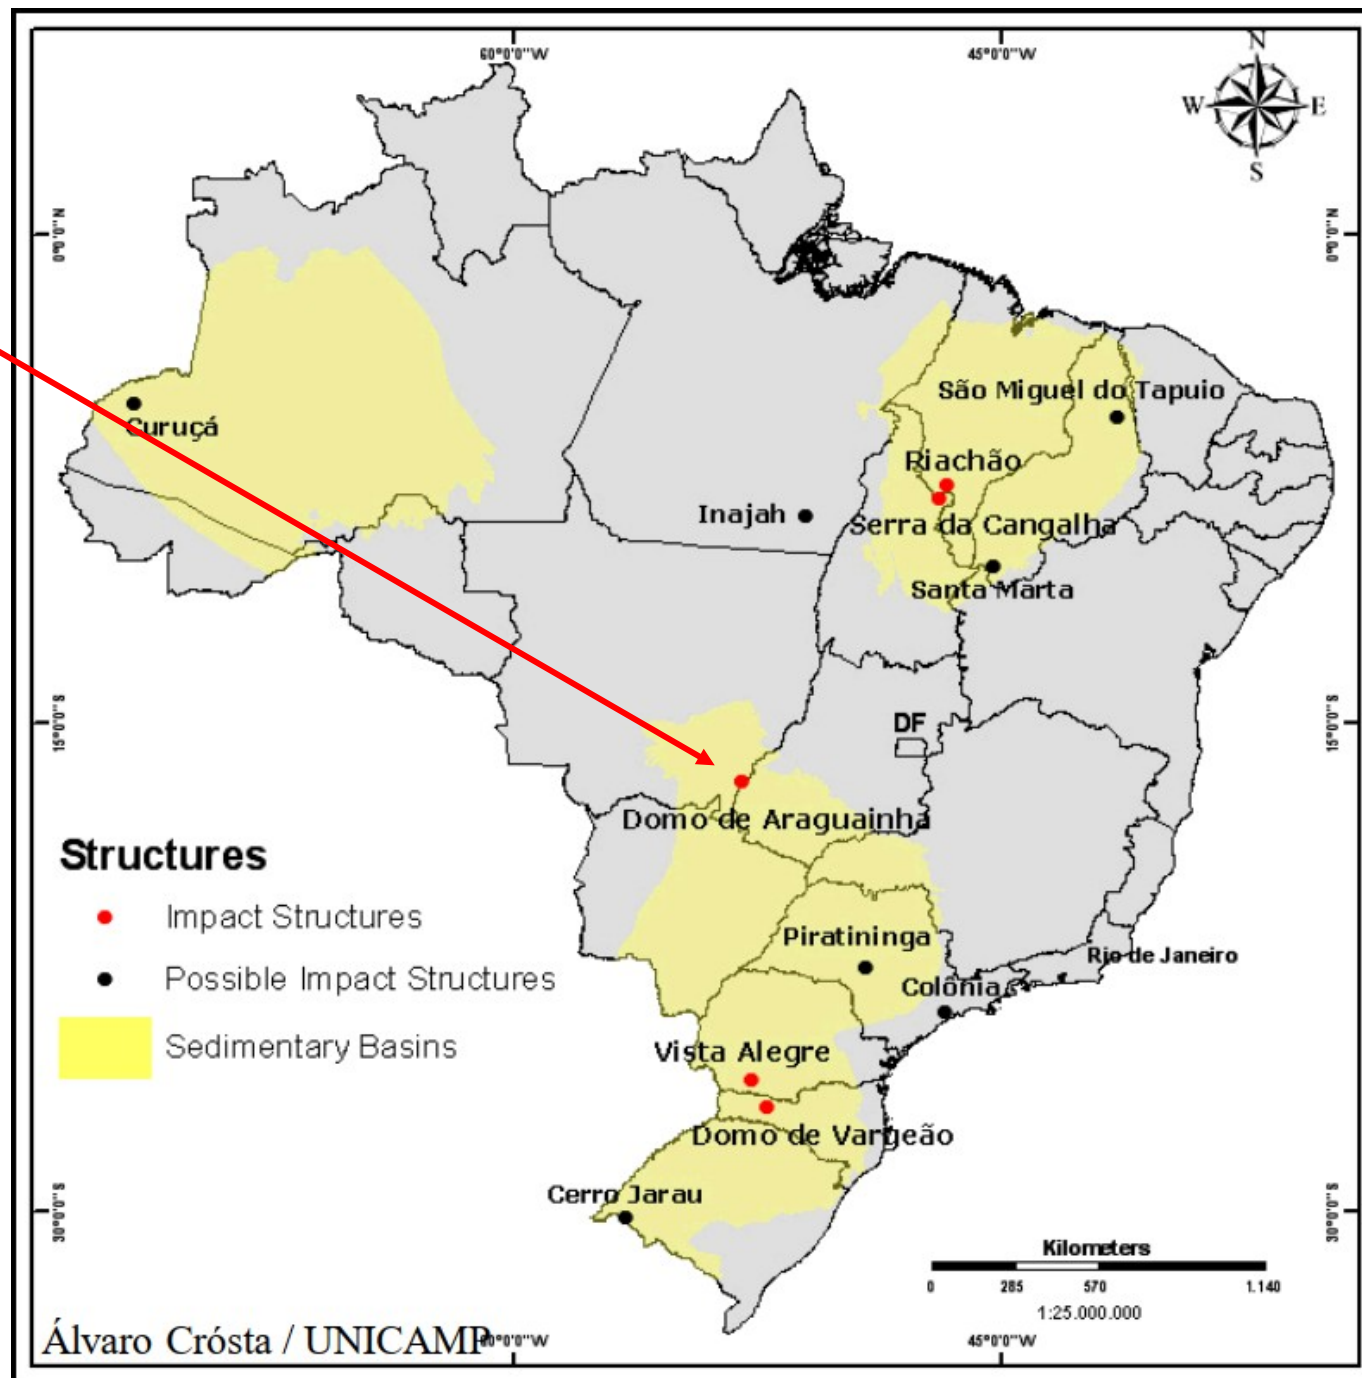 60°0'0"W
45°0'0"W
N
W
E
S
0°0'0"N
0°0'0"N
São Miguel do Tapuio
Curuçá
Riachão
Inajah
Serra da Cangalha
Santa Marta
15°0'0"S
DF
15°0'0"S
Domo de Araguainha
Structures
Impact Structures
Possible Impact Structures
Sedimentary Basins
Piratininga
Rio de Janeiro
Colônia
Vista Alegre
Domo de Vargeão
Cerro Jarau
30°0'0"S
30°0'0"S
Kilometers
0 285 570 1.140
1:25.000.000
Álvaro Crósta / UNICAMP
60°0'0"W
45°0'0"W